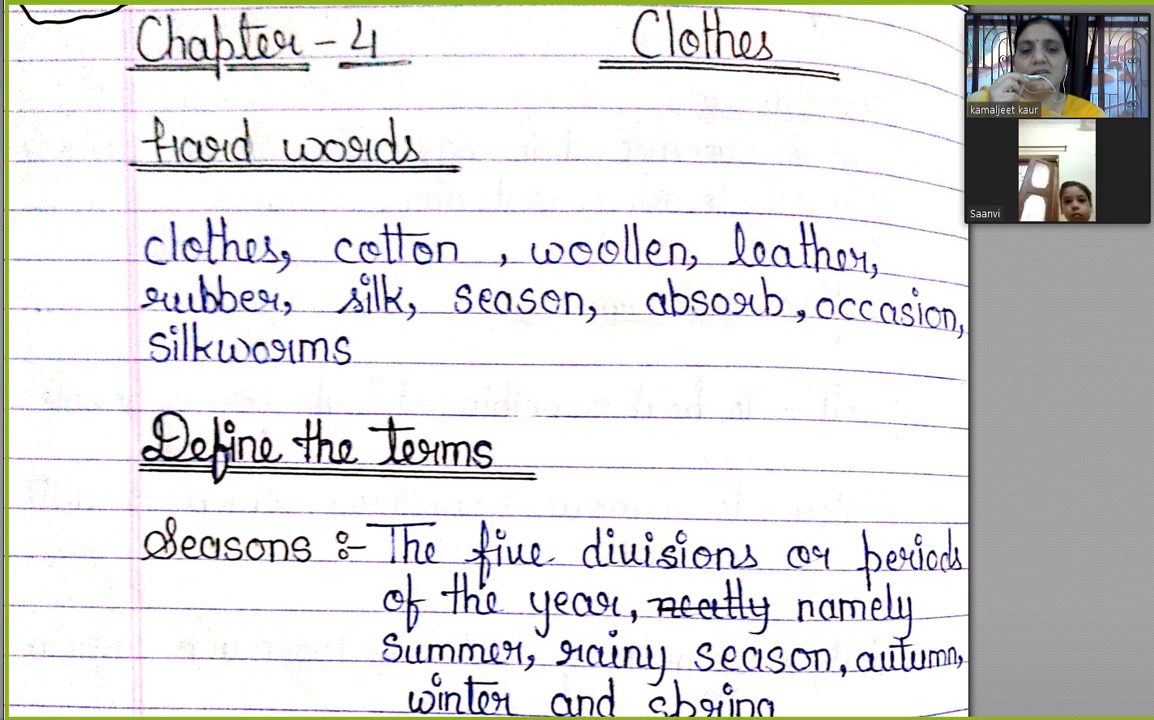 Chapter - 4 Clothes
Hard words
clothes, cotton , woollen, leather,
rubber, silk, season, absorb, occasion,
silkworms
Define the terms
Seasons :- The five divisions or periods
of the year, neatly namely
Summer, rainy season, autumn,
winter and spring
kamaljeet kaur
Saanvi